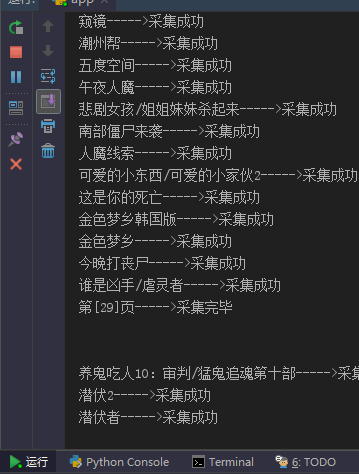 运行:
app
窥镜----->采集成功
潮州帮----->采集成功
五度空间----->采集成功
午夜人魔----->采集成功
悲剧女孩/姐姐妹妹杀起来----->采集成功
南部僵尸来袭----->采集成功
人魔线索----->采集成功
可爱的小东西/可爱的小家伙2----->采集成功
这是你的死亡----->采集成功
金色梦乡韩国版----->采集成功
金色梦乡----->采集成功
今晚打丧尸----->采集成功
谁是凶手/虐灵者----->采集成功
第[29]页----->采集完毕
养鬼吃人10：审判/猛鬼追魂第十部----->采集
潜伏2----->采集成功
潜伏者----->采集成功
运行
Python Console
Terminal
6: TODO